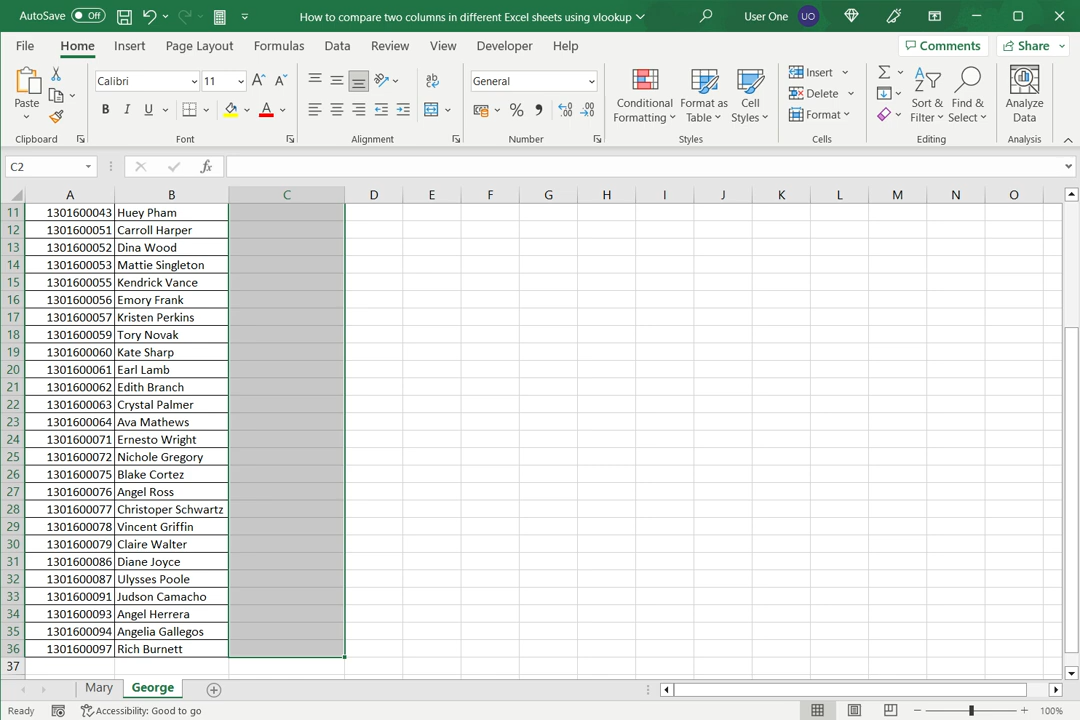 AutoSave Off How to compare two columns in different Excel sheets using vlookup User One UO
File Home Insert Page Layout Formulas Data Review View Developer Help Comments Share
Paste Calibri 11 General Conditional Formatting Format as Table Cell Styles Insert Delete Format Sort & Filter Find & Select Analyze Data
Clipboard Font Alignment Number Styles Cells Editing Analysis
C2 fx
A B C D E F G H I J K L M N O
11 1301600043 Huey Pham
12 1301600051 Carroll Harper
13 1301600052 Dina Wood
14 1301600053 Mattie Singleton
15 1301600055 Kendrick Vance
16 1301600056 Emory Frank
17 1301600057 Kristen Perkins
18 1301600059 Tory Novak
19 1301600060 Kate Sharp
20 1301600061 Earl Lamb
21 1301600062 Edith Branch
22 1301600063 Crystal Palmer
23 1301600064 Ava Mathews
24 1301600071 Ernesto Wright
25 1301600072 Nichole Gregory
26 1301600075 Blake Cortez
27 1301600076 Angel Ross
28 1301600077 Christoper Schwartz
29 1301600078 Vincent Griffin
30 1301600079 Claire Walter
31 1301600086 Diane Joyce
32 1301600087 Ulysses Poole
33 1301600091 Judson Camacho
34 1301600093 Angel Herrera
35 1301600094 Angelia Gallegos
36 1301600097 Rich Burnett
37
Mary George
Ready Accessibility: Good to go 100%